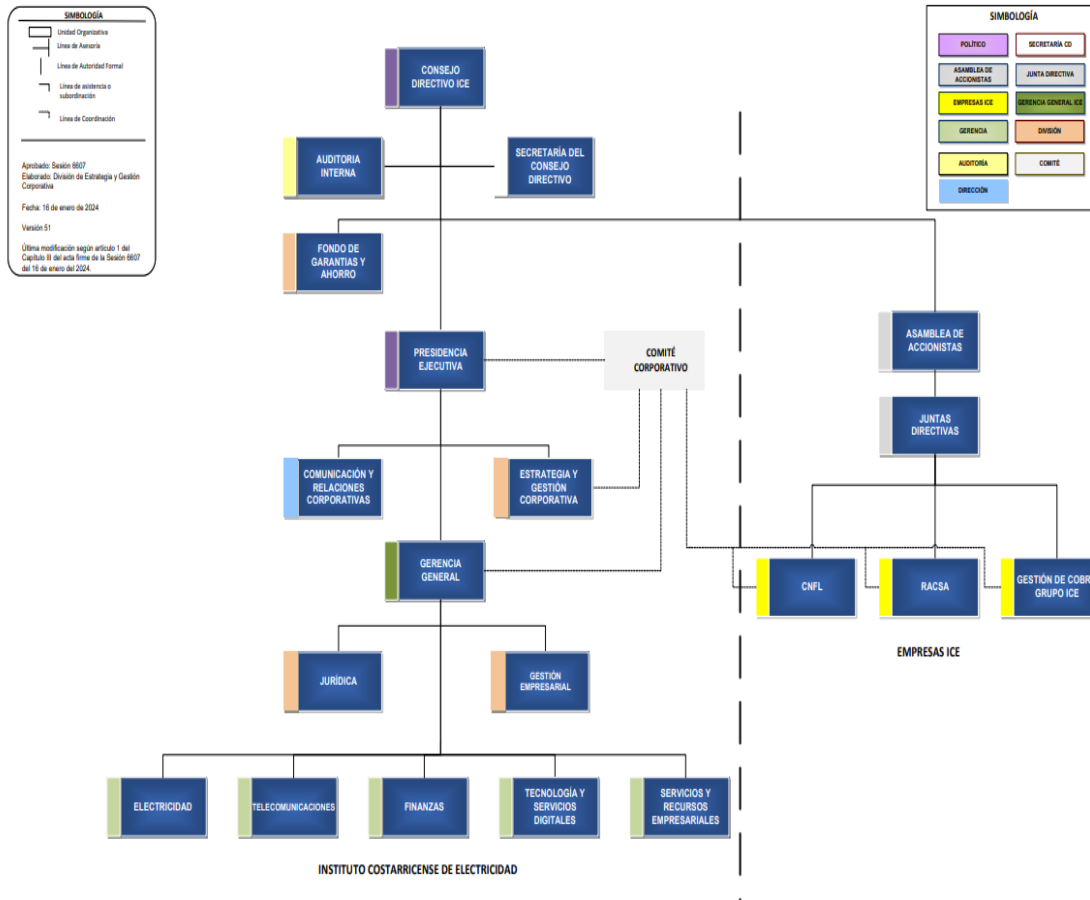 SIMBOLOGÍA
Unidad Organizativa
Línea de Asesoría
Línea de Autoridad Formal
Línea de asistencia o
subordinación
Línea de Coordinación
Aprobado: Sesión 6607
Elaborado: División de Estrategia y Gestión
Corporativa
Fecha: 16 de enero de 2024
Versión 51
Última modificación según artículo 1 del
Capítulo III del acta firme de la Sesión 6607
del 16 de enero del 2024.
SIMBOLOGÍA
POLÍTICO
SECRETARÍA CD
ASAMBLEA DE
ACCIONISTAS
JUNTA DIRECTIVA
EMPRESAS ICE
GERENCIA GENERAL ICE
GERENCIA
DIVISIÓN
AUDITORÍA
COMITÉ
DIRECCIÓN
CONSEJO
DIRECTIVO ICE
AUDITORIA
INTERNA
SECRETARÍA DEL
CONSEJO
DIRECTIVO
FONDO DE
GARANTIAS Y
AHORRO
PRESIDENCIA
EJECUTIVA
COMITÉ
CORPORATIVO
ASAMBLEA DE
ACCIONISTAS
JUNTAS
DIRECTIVAS
COMUNICACIÓN Y
RELACIONES
CORPORATIVAS
ESTRATEGIA Y
GESTIÓN
CORPORATIVA
GERENCIA
GENERAL
CNFL
RACSA
GESTIÓN DE COBR
GRUPO ICE
EMPRESAS ICE
JURÍDICA
GESTIÓN
EMPRESARIAL
ELECTRICIDAD
TELECOMUNICACIONES
FINANZAS
TECNOLOGÍA Y
SERVICIOS
DIGITALES
SERVICIOS Y
RECURSOS
EMPRESARIALES
INSTITUTO COSTARRICENSE DE ELECTRICIDAD